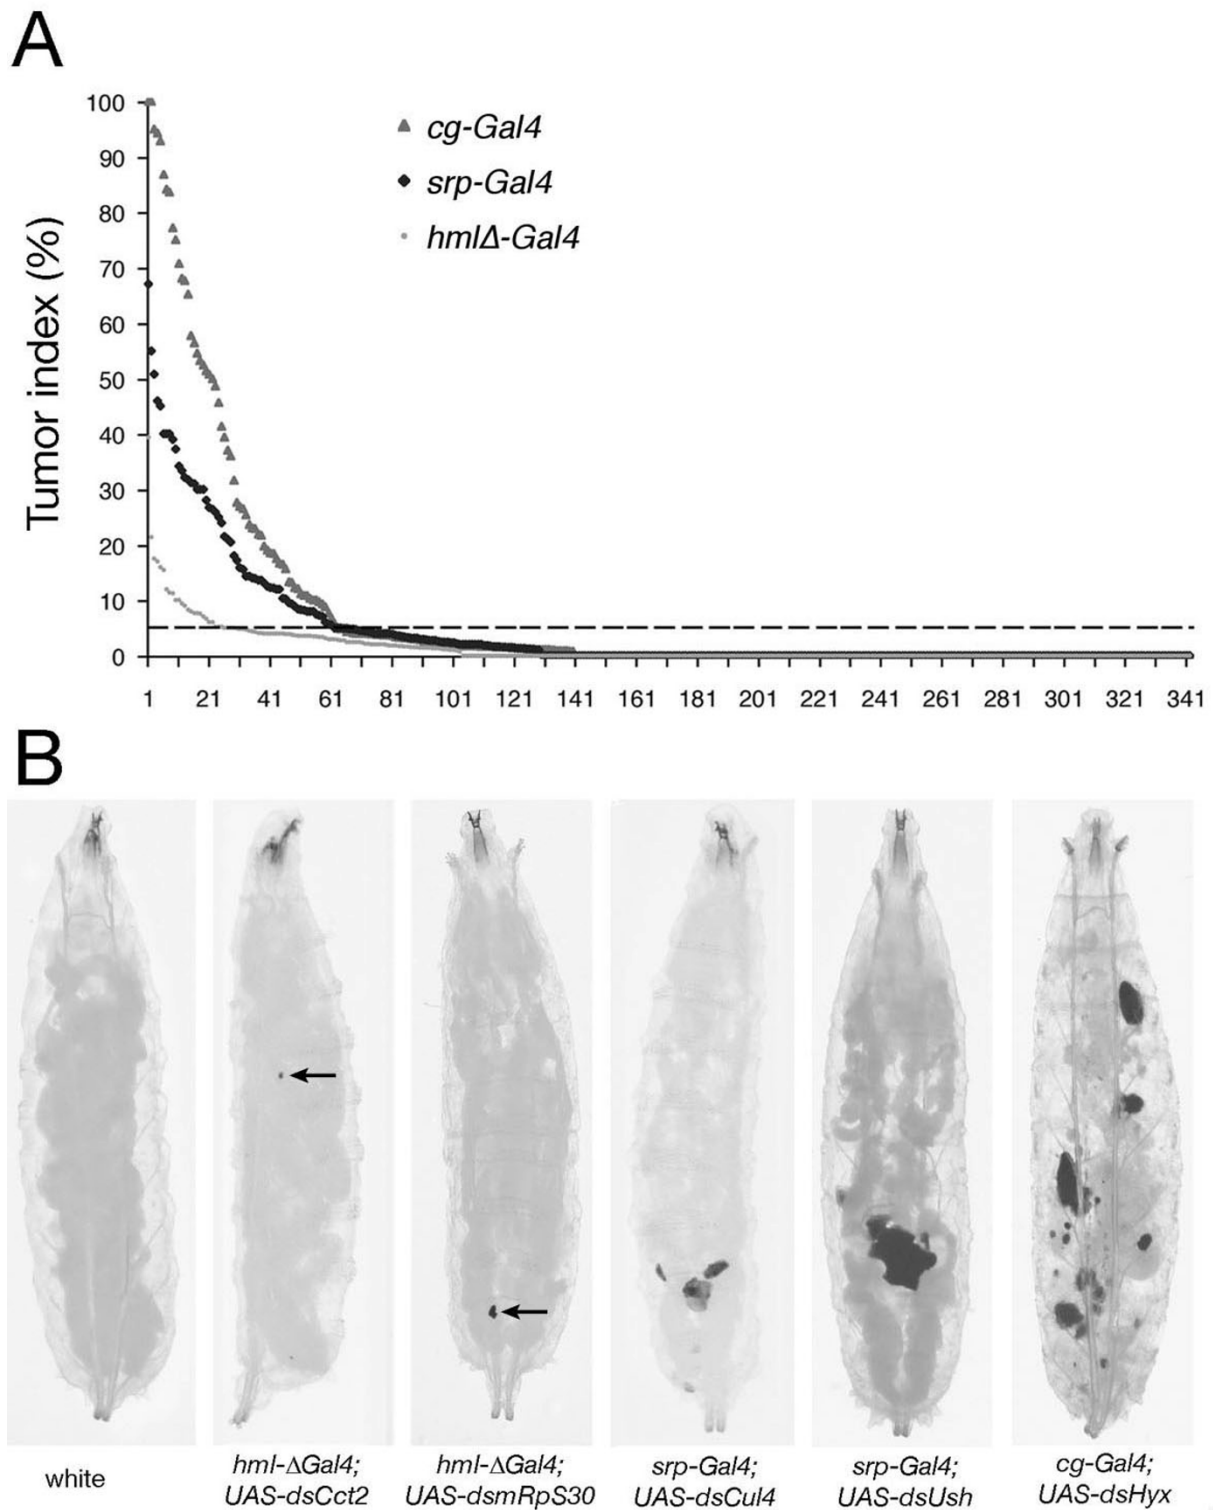 A
100
90
80
70
60
50
40
30
20
10
0
Tumor index (%)
cg-Gal4
srp-Gal4
hmlΔ-Gal4
1 21 41 61 81 101 121 141 161 181 201 221 241 261 281 301 321 341
B
white
hml-ΔGal4;
UAS-dsCct2
hml-ΔGal4;
UAS-dsmRpS30
srp-Gal4;
UAS-dsCul4
srp-Gal4;
UAS-dsUsh
cg-Gal4;
UAS-dsHyx